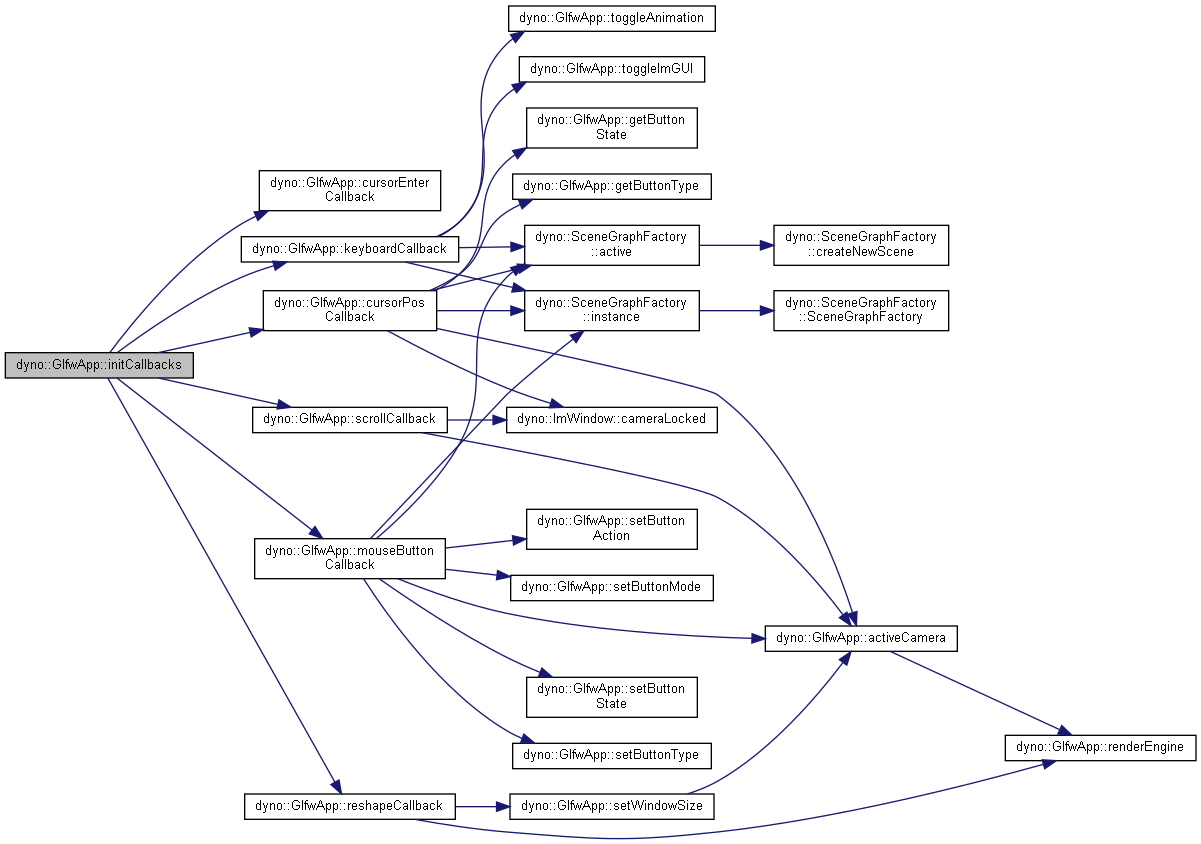 dyno::GlfwApp::toggleAnimation
dyno::GlfwApp::toggleImGUI
dyno::GlfwApp::getButton
State
dyno::GlfwApp::cursorEnter
Callback
dyno::GlfwApp::getButtonType
dyno::GlfwApp::keyboardCallback
dyno::SceneGraphFactory
::active
dyno::SceneGraphFactory
::createNewScene
dyno::GlfwApp::cursorPos
Callback
dyno::SceneGraphFactory
::instance
dyno::SceneGraphFactory
::SceneGraphFactory
dyno::GlfwApp::initCallbacks
dyno::GlfwApp::scrollCallback
dyno::ImWindow::cameraLocked
dyno::GlfwApp::setButton
Action
dyno::GlfwApp::mouseButton
Callback
dyno::GlfwApp::setButtonMode
dyno::GlfwApp::activeCamera
dyno::GlfwApp::setButton
State
dyno::GlfwApp::setButtonType
dyno::GlfwApp::renderEngine
dyno::GlfwApp::reshapeCallback
dyno::GlfwApp::setWindowSize